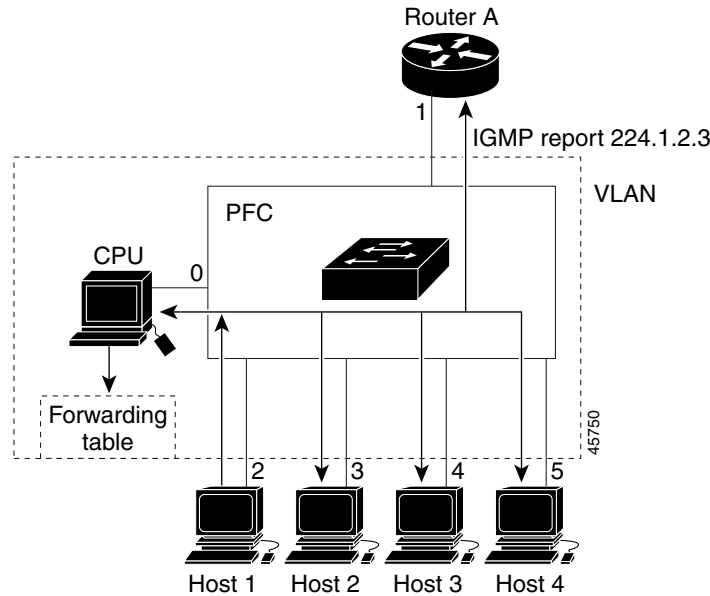 Router A
1
IGMP report 224.1.2.3
VLAN
PFC
CPU
0
Forwarding
table
45750
2
3
4
5
Host 1
Host 2
Host 3
Host 4